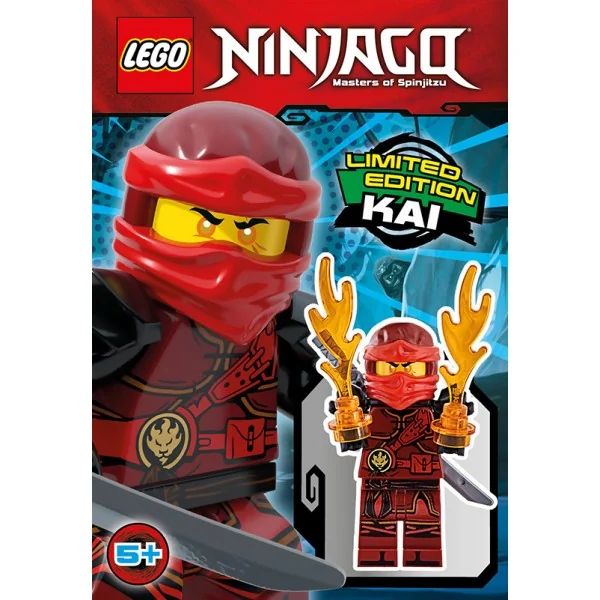 LEGO
NINJAGO
Masters of Spinjitzu
LIMITED
EDITION
KAI
5+